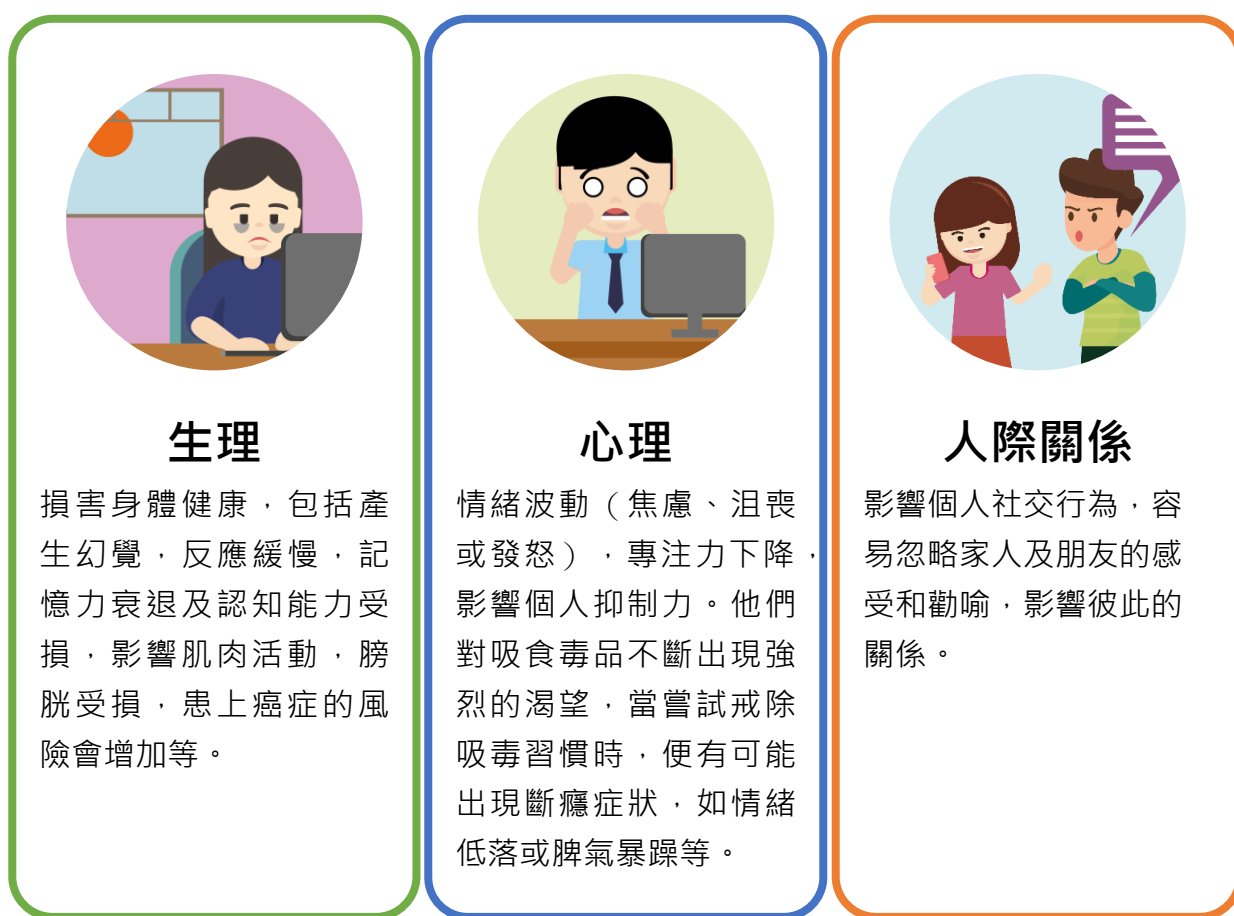 生理
損害身體健康，包括產
生幻覺，反應緩慢，記
憶力衰退及認知能力受
損，影響肌肉活動，膀
胱受損，患上癌症的風
險會增加等。
心理
情緒波動（焦慮、沮喪
或發怒），專注力下降，
影響個人抑制力。他們
對吸食毒品不斷出現強
烈的渴望，當嘗試戒除
吸毒習慣時，便有可能
出現斷癮症狀，如情緒
低落或脾氣暴躁等。
人際關係
影響個人社交行為，容
易忽略家人及朋友的感
受和勸喻，影響彼此的
關係。